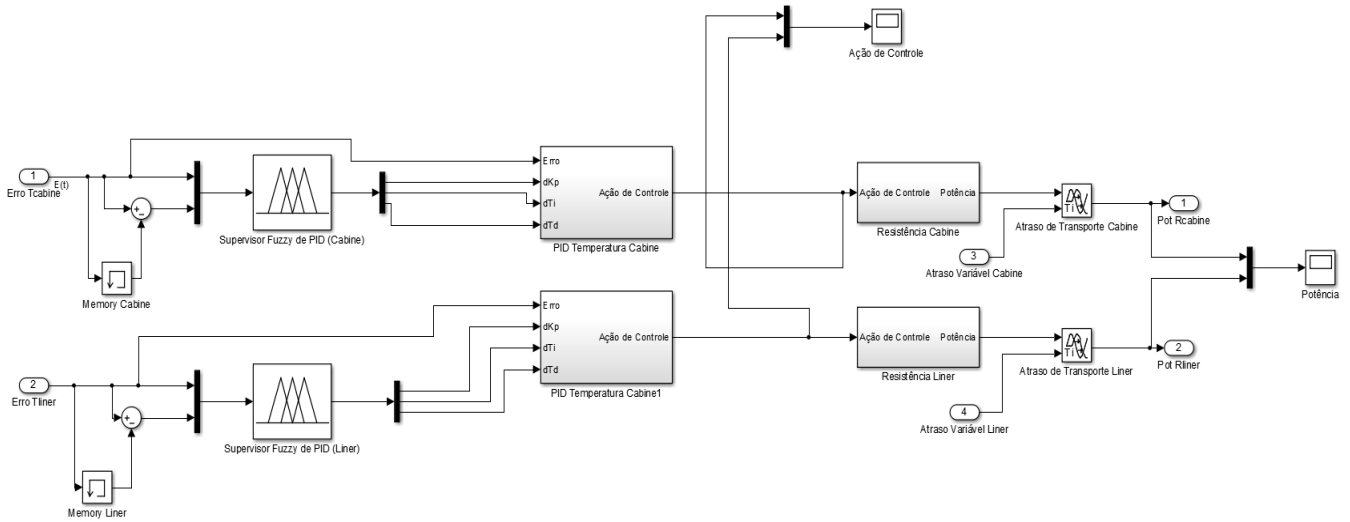 Ação de Controle
1
E(t)
Erro Tcabine
+
−
Memory Cabine
Supervisor Fuzzy de PID (Cabine)
Erro
dKp
dTi
dTd
Ação de Controle
PID Temperatura Cabine
Ação de Controle
Potência
Resistência Cabine
Ti
Atraso de Transporte Cabine
3
Atraso Variável Cabine
1
Pot Rcabine
Potência
2
Erro Tliner
+
−
Memory Liner
Supervisor Fuzzy de PID (Liner)
Erro
dKp
dTi
dTd
Ação de Controle
PID Temperatura Cabine1
Ação de Controle
Potência
Resistência Liner
Ti
Atraso de Transporte Liner
4
Atraso Variável Liner
2
Pot Rliner